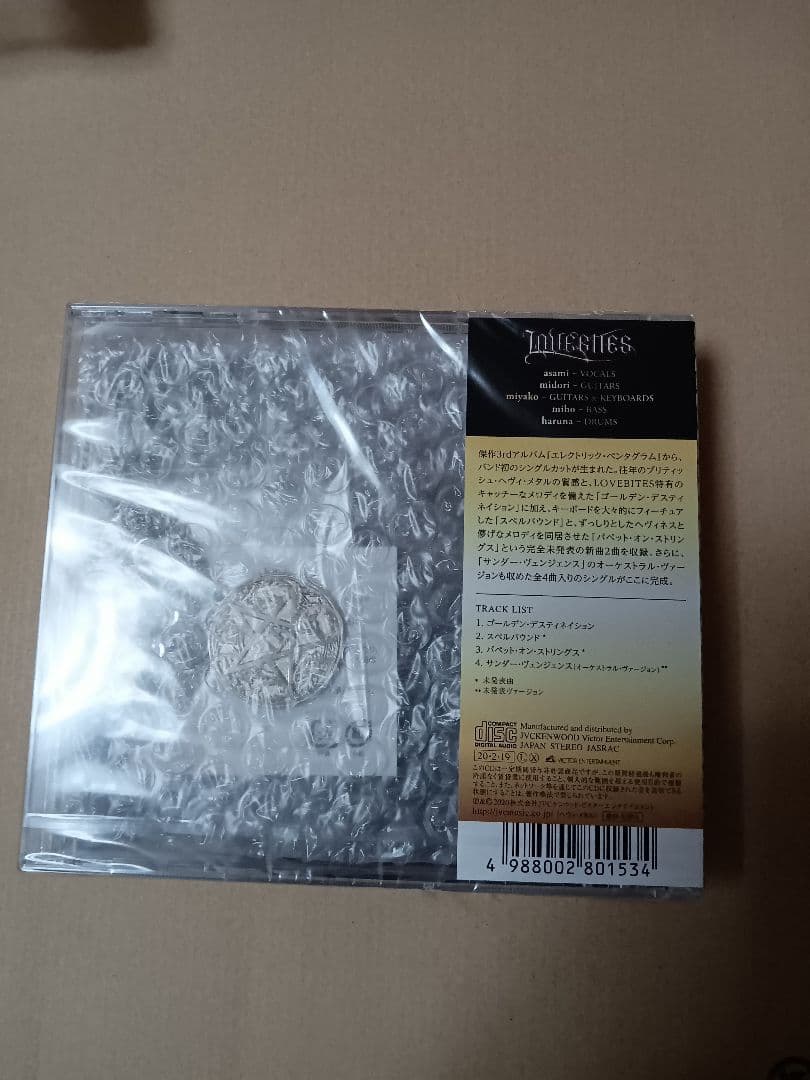 LOVEBITES
asami – VOCALS
midori – GUITARS
miyako – GUITARS & KEYBOARDS
miho – BASS
haruna – DRUMS
傑作3rdアルバム『エレクトリック・ペンタグラム』から、
バンド初のシングルカットが生まれた。往年のブリティッ
シュ・ヘヴィ・メタルの質感と、LOVEBITES特有の
キャッチーなメロディを備えた「ゴールデン・デスティ
ネイション」に加え、キーボードを大々的にフィーチュア
した「スペルバウンド」と、ずっしりとしたヘヴィネスと
儚げなメロディを同居させた「パペット・オン・ストリン
グス」という完全未発表の新曲2曲を収録。さらに、
「サンダー・ヴェンジェンス」のオーケストラル・ヴァー
ジョンも収めた全4曲入りのシングルがここに完成。
TRACK LIST
1. ゴールデン・デスティネイション
2. スペルバウンド*
3. パペット・オン・ストリングス*
4. サンダー・ヴェンジェンス(オーケストラル・ヴァージョン)**
* 未発表曲
** 未発表ヴァージョン
COMPACT
disc
DIGITAL AUDIO
Manufactured and distributed by
JVCKENWOOD Victor Entertainment Corp.
JAPAN STEREO JASRAC
20・2・19 X VICTOR ENTERTAINMENT
http://jvcmusic.co.jp/
4 988002 801534